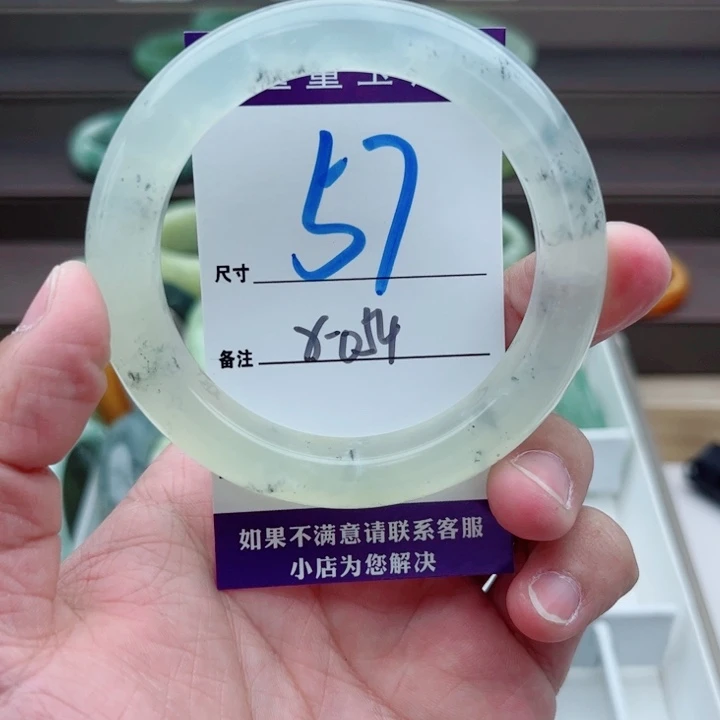 57
尺寸
备注 r-054
如果不满意请联系客服
小店为您解决